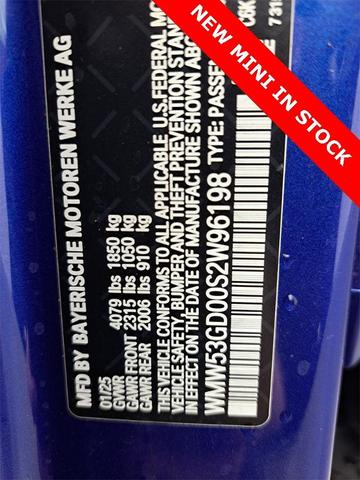 MFD BY BAYERISCHE MOTOREN WERKE AG
01/25
GVWR 4079 lbs 1850 kg
GAWR FRONT 2315 lbs 1050 kg
GAWR REAR 2006 lbs 910 kg
THIS VEHICLE CONFORMS TO ALL APPLICABLE U.S. FEDERAL MO
VEHICLE SAFETY, BUMPER, AND THEFT PREVENTION STAN
IN EFFECT ON THE DATE OF MANUFACTURE SHOWN ABO
WMW53GD00S2W96198 TYPE: PASSE
NEW MINI IN STOCK